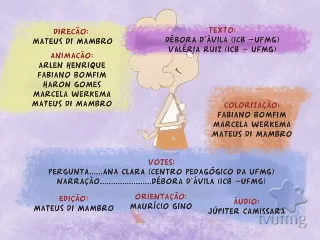 DIREÇÃO:
MATEUS DI MAMBRO
ANIMAÇÃO:
ARLEN HENRIQUE
FABIANO BOMFIM
HARON GOMES
MARCELA WERKEMA
MATEUS DI MAMBRO
TEXTO:
DÉBORA D'ÁVILA (ICB -UFMG)
VALÉRIA RUIZ (ICB - UFMG)
COLORIZAÇÃO:
FABIANO BOMFIM
MARCELA WERKEMA
MATEUS DI MAMBRO
VOZES:
PERGUNTA......ANA CLARA (CENTRO PEDAGÓGICO DA UFMG)
NARRAÇÃO.......................DÉBORA D'ÁVILA (ICB -UFMG)
EDIÇÃO:
MATEUS DI MAMBRO
ORIENTAÇÃO:
MAURÍCIO GINO
ÁUDIO:
JÚPITER CAMISSARA
tvufmg